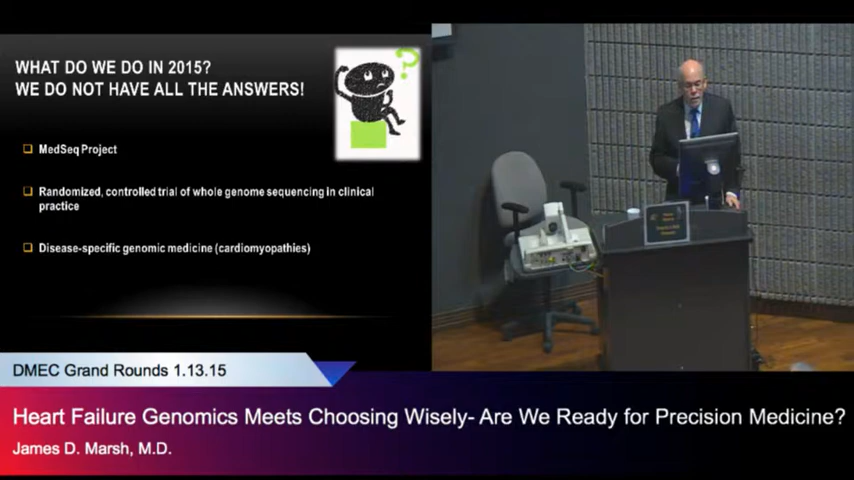 WHAT DO WE DO IN 2015?
WE DO NOT HAVE ALL THE ANSWERS!
MedSeq Project
Randomized, controlled trial of whole genome sequencing in clinical
practice
Disease-specific genomic medicine (cardiomyopathies)
DMEC Grand Rounds 1.13.15
Heart Failure Genomics Meets Choosing Wisely- Are We Ready for Precision Medicine?
James D. Marsh, M.D.